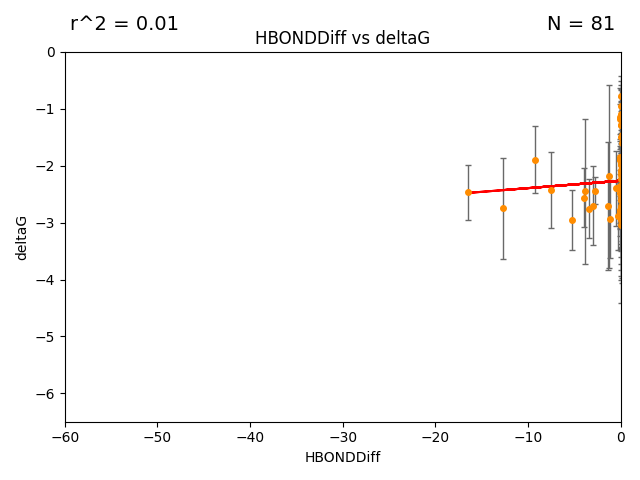 r^2 = 0.01
N = 81
HBONDDiff vs deltaG
0
−1
−2
−3
−4
−5
−6
deltaG
−60
−50
−40
−30
−20
−10
0
HBONDDiff